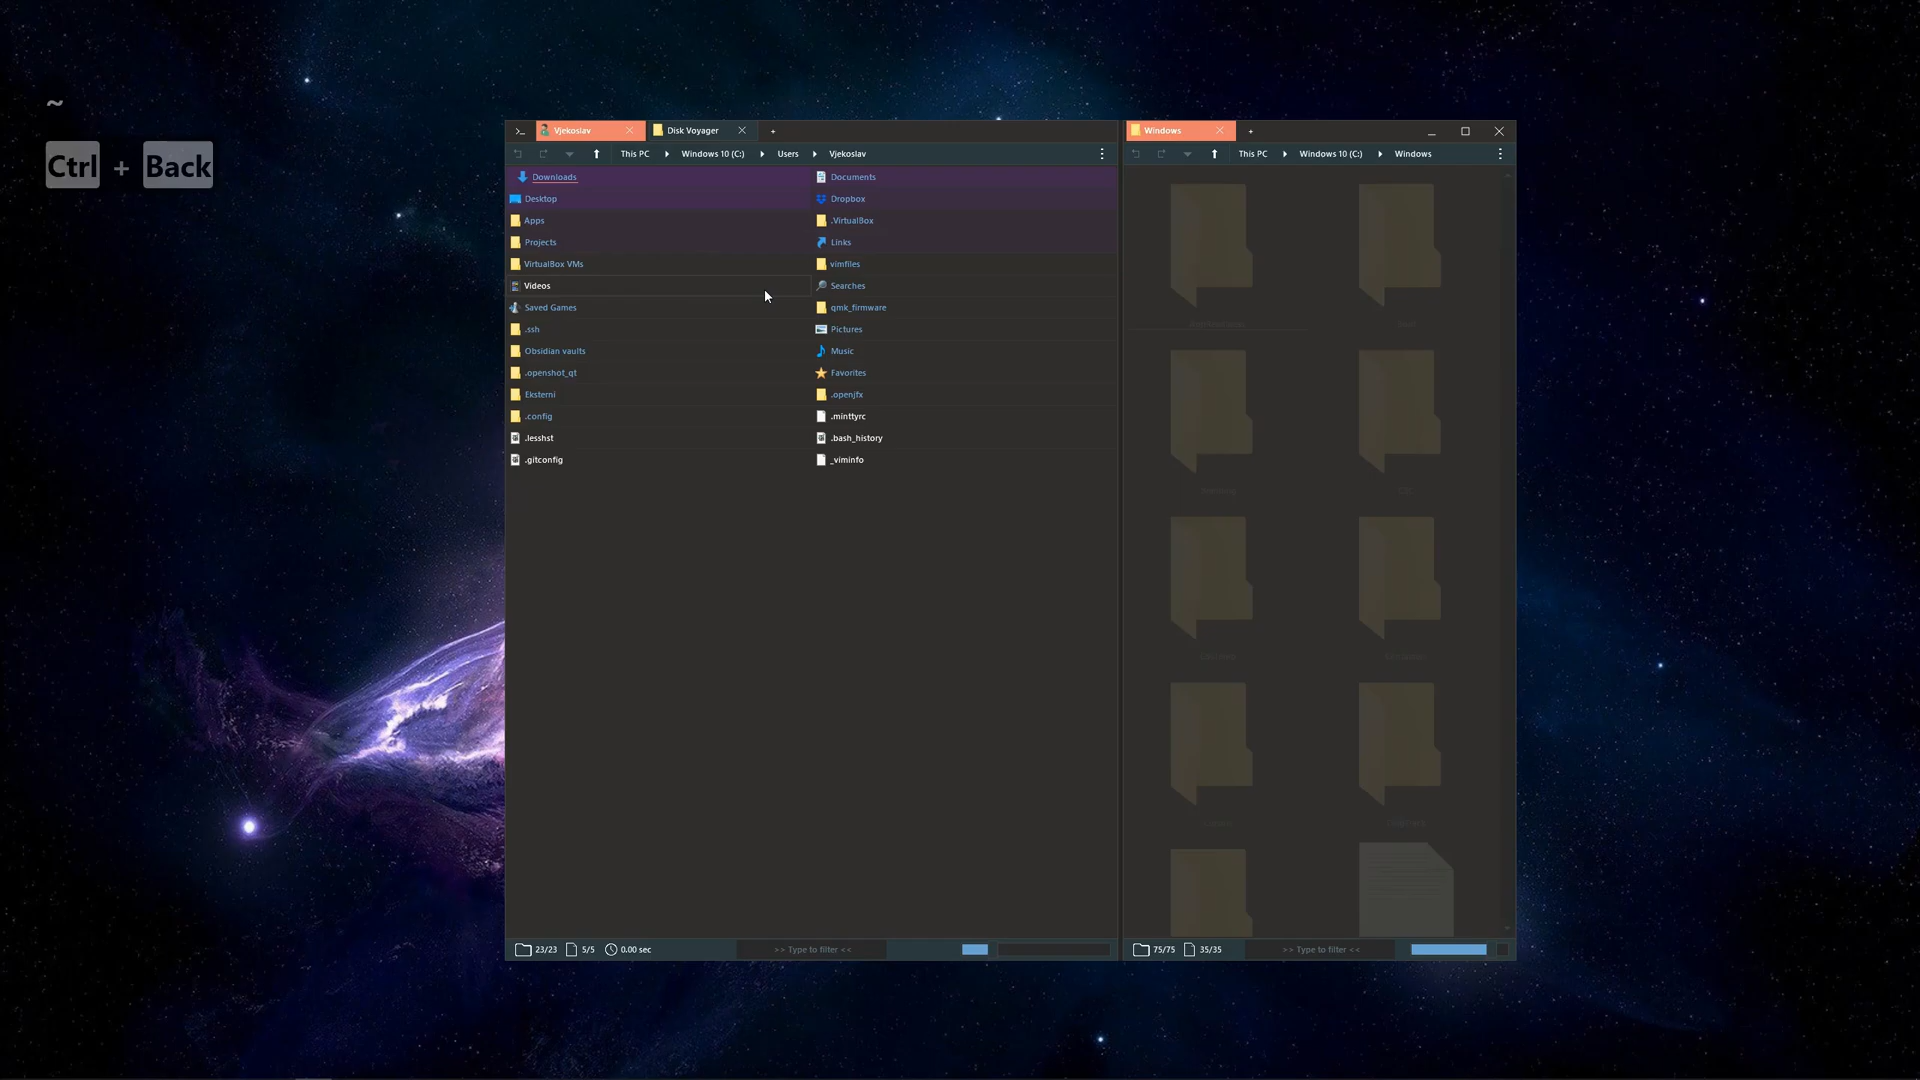 ~
Ctrl + Back
>_ Vjekoslav Disk Voyager +
This PC Windows 10 (C:) Users Vjekoslav
Downloads
Desktop
Apps
Projects
VirtualBox VMs
Videos
Saved Games
.ssh
Obsidian vaults
.openshot_qt
Eksterni
.config
.lesshst
.gitconfig
Documents
Dropbox
.VirtualBox
Links
vimfiles
Searches
qmk_firmware
Pictures
Music
Favorites
.openjfx
.minttyrc
.bash_history
_viminfo
23/23 5/5 0.00 sec >> Type to filter <<
Windows +
This PC Windows 10 (C:) Windows
75/75 35/35 >> Type to filter <<